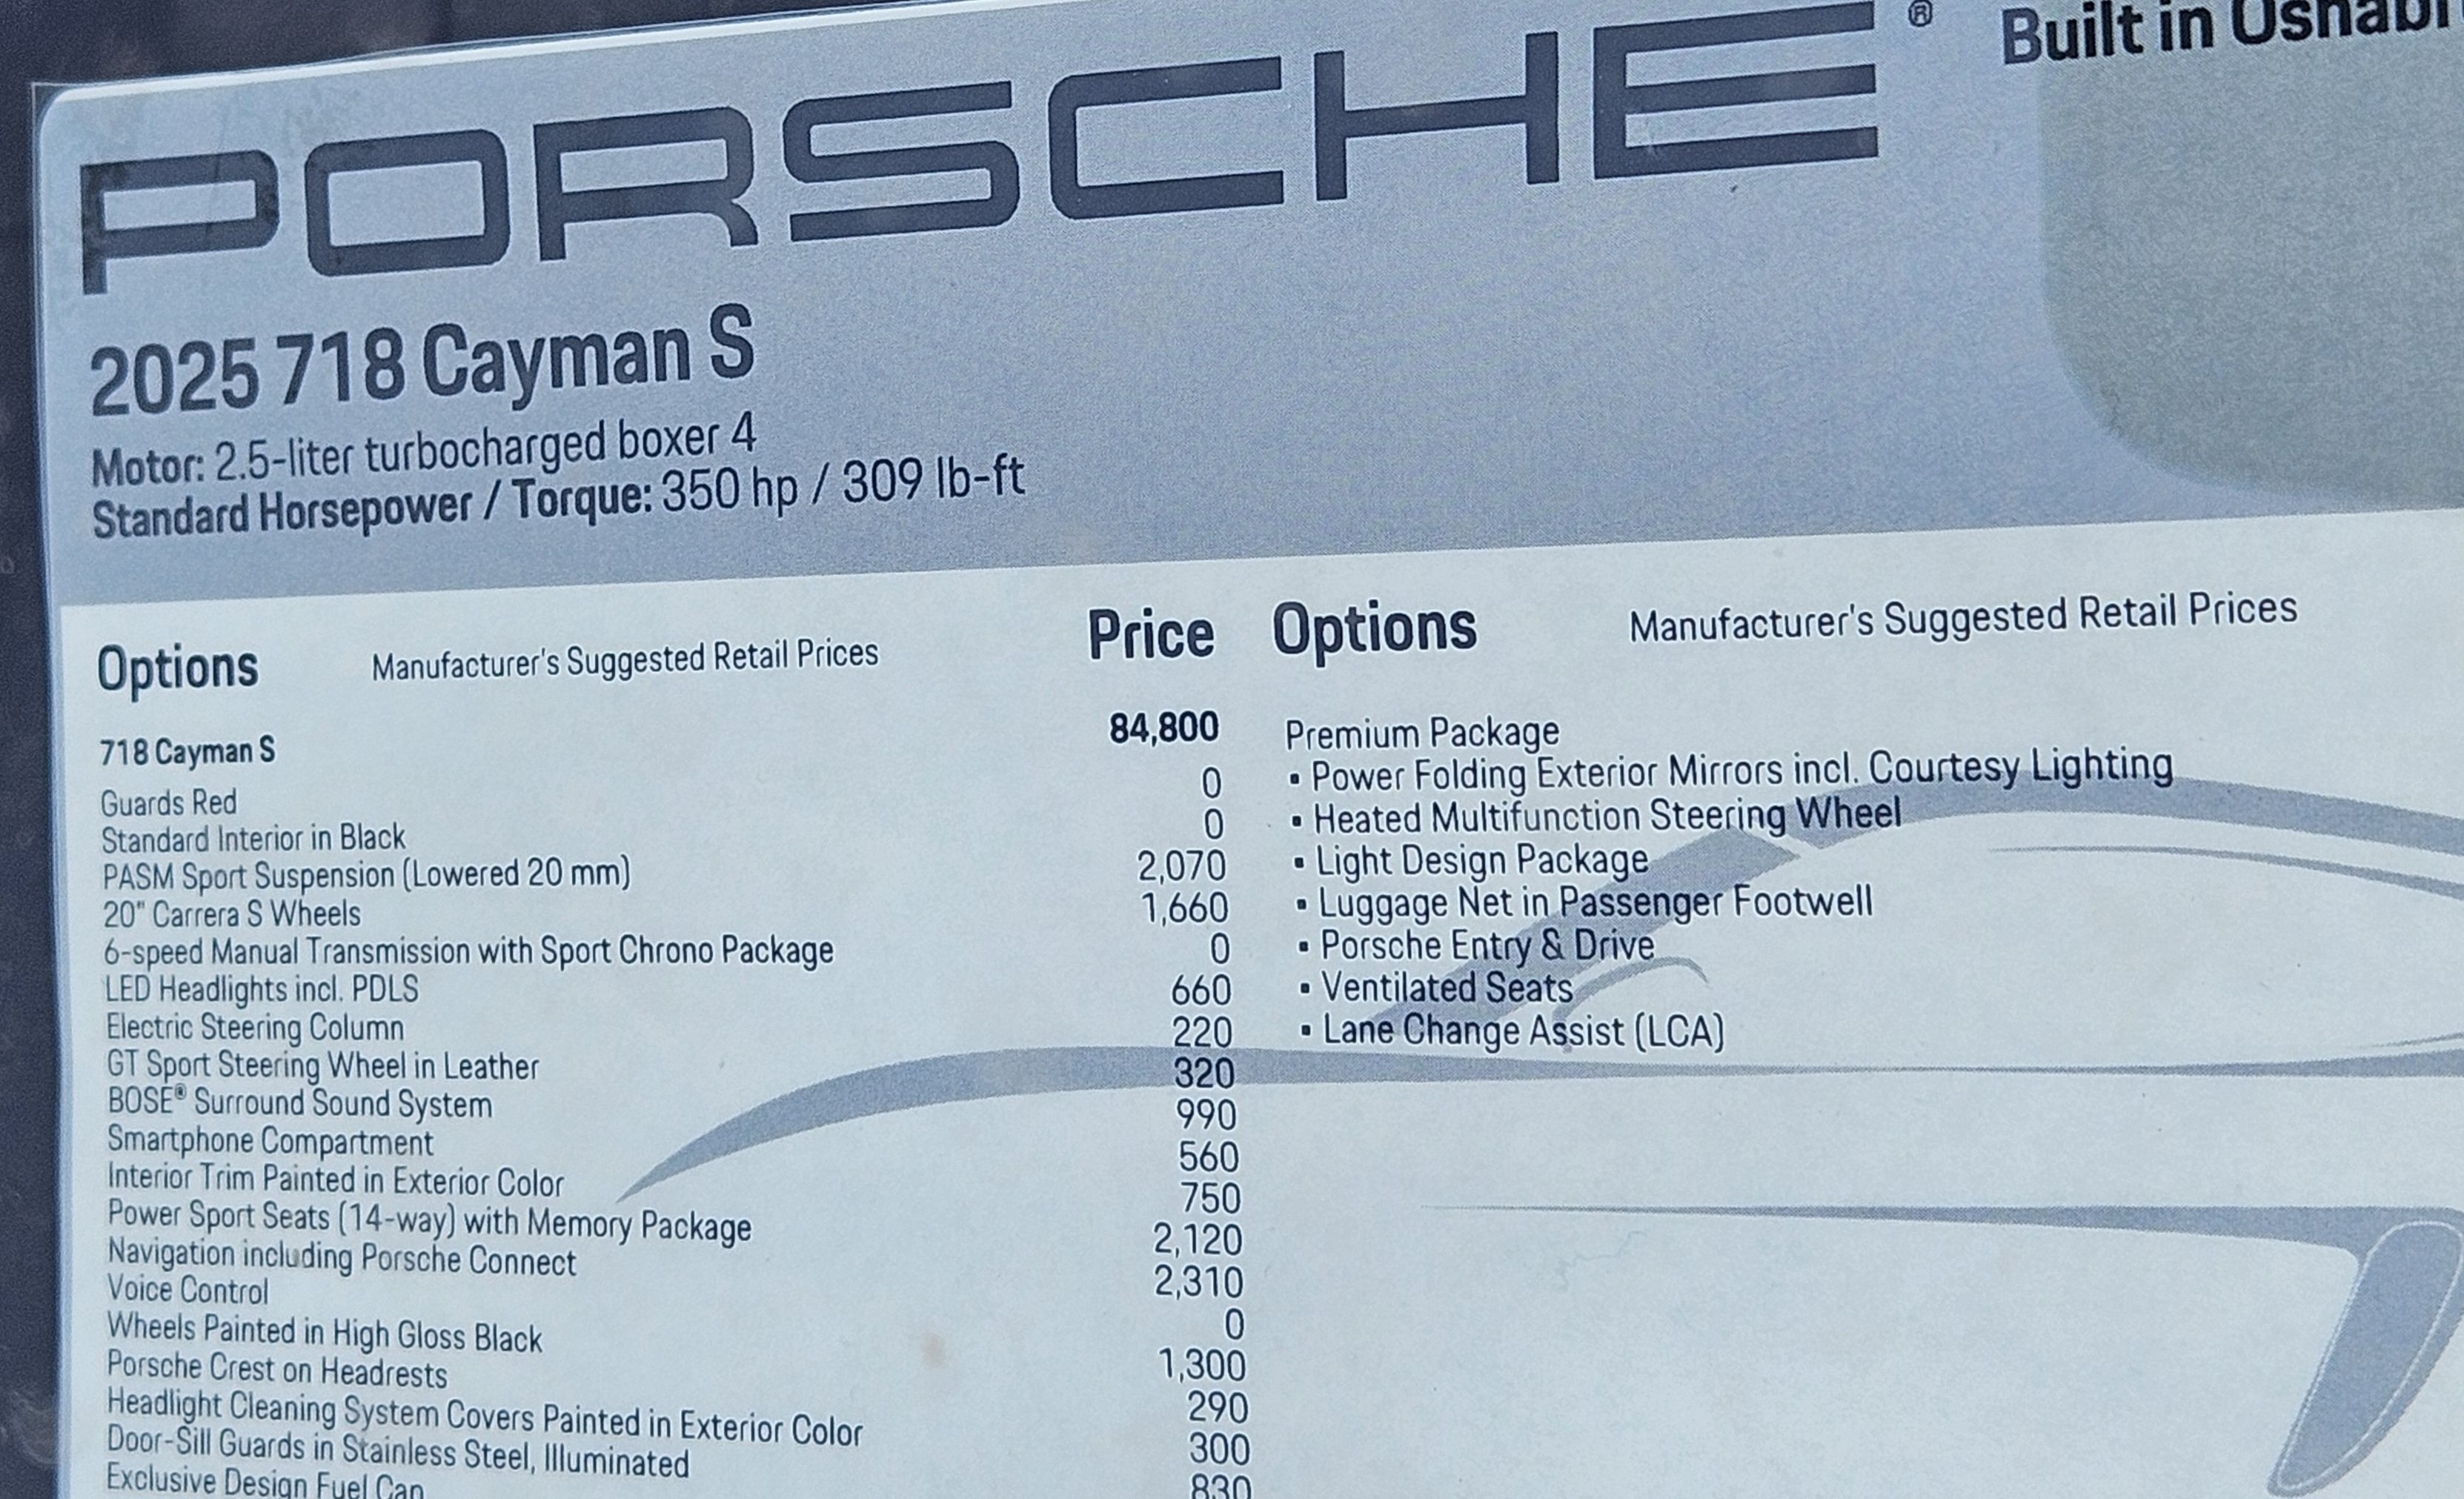 PORSCHE®
Built in
2025 718 Cayman S
Motor: 2.5-liter turbocharged boxer 4
Standard Horsepower / Torque: 350 hp / 309 lb-ft
Options Manufacturer's Suggested Retail Prices Price
718 Cayman S 84,800
Guards Red 0
Standard Interior in Black 0
PASM Sport Suspension (Lowered 20 mm) 2,070
20" Carrera S Wheels 1,660
6-speed Manual Transmission with Sport Chrono Package 0
LED Headlights incl. PDLS 660
Electric Steering Column 220
GT Sport Steering Wheel in Leather 320
BOSE® Surround Sound System 990
Smartphone Compartment 560
Interior Trim Painted in Exterior Color 750
Power Sport Seats (14-way) with Memory Package 2,120
Navigation including Porsche Connect 2,310
Voice Control 0
Wheels Painted in High Gloss Black 1,300
Porsche Crest on Headrests 290
Headlight Cleaning System Covers Painted in Exterior Color 300
Door-Sill Guards in Stainless Steel, Illuminated 830
Exclusive Design Fuel Cap
Options Manufacturer's Suggested Retail Prices
Premium Package
▪ Power Folding Exterior Mirrors incl. Courtesy Lighting
▪ Heated Multifunction Steering Wheel
▪ Light Design Package
▪ Luggage Net in Passenger Footwell
▪ Porsche Entry & Drive
▪ Ventilated Seats
▪ Lane Change Assist (LCA)